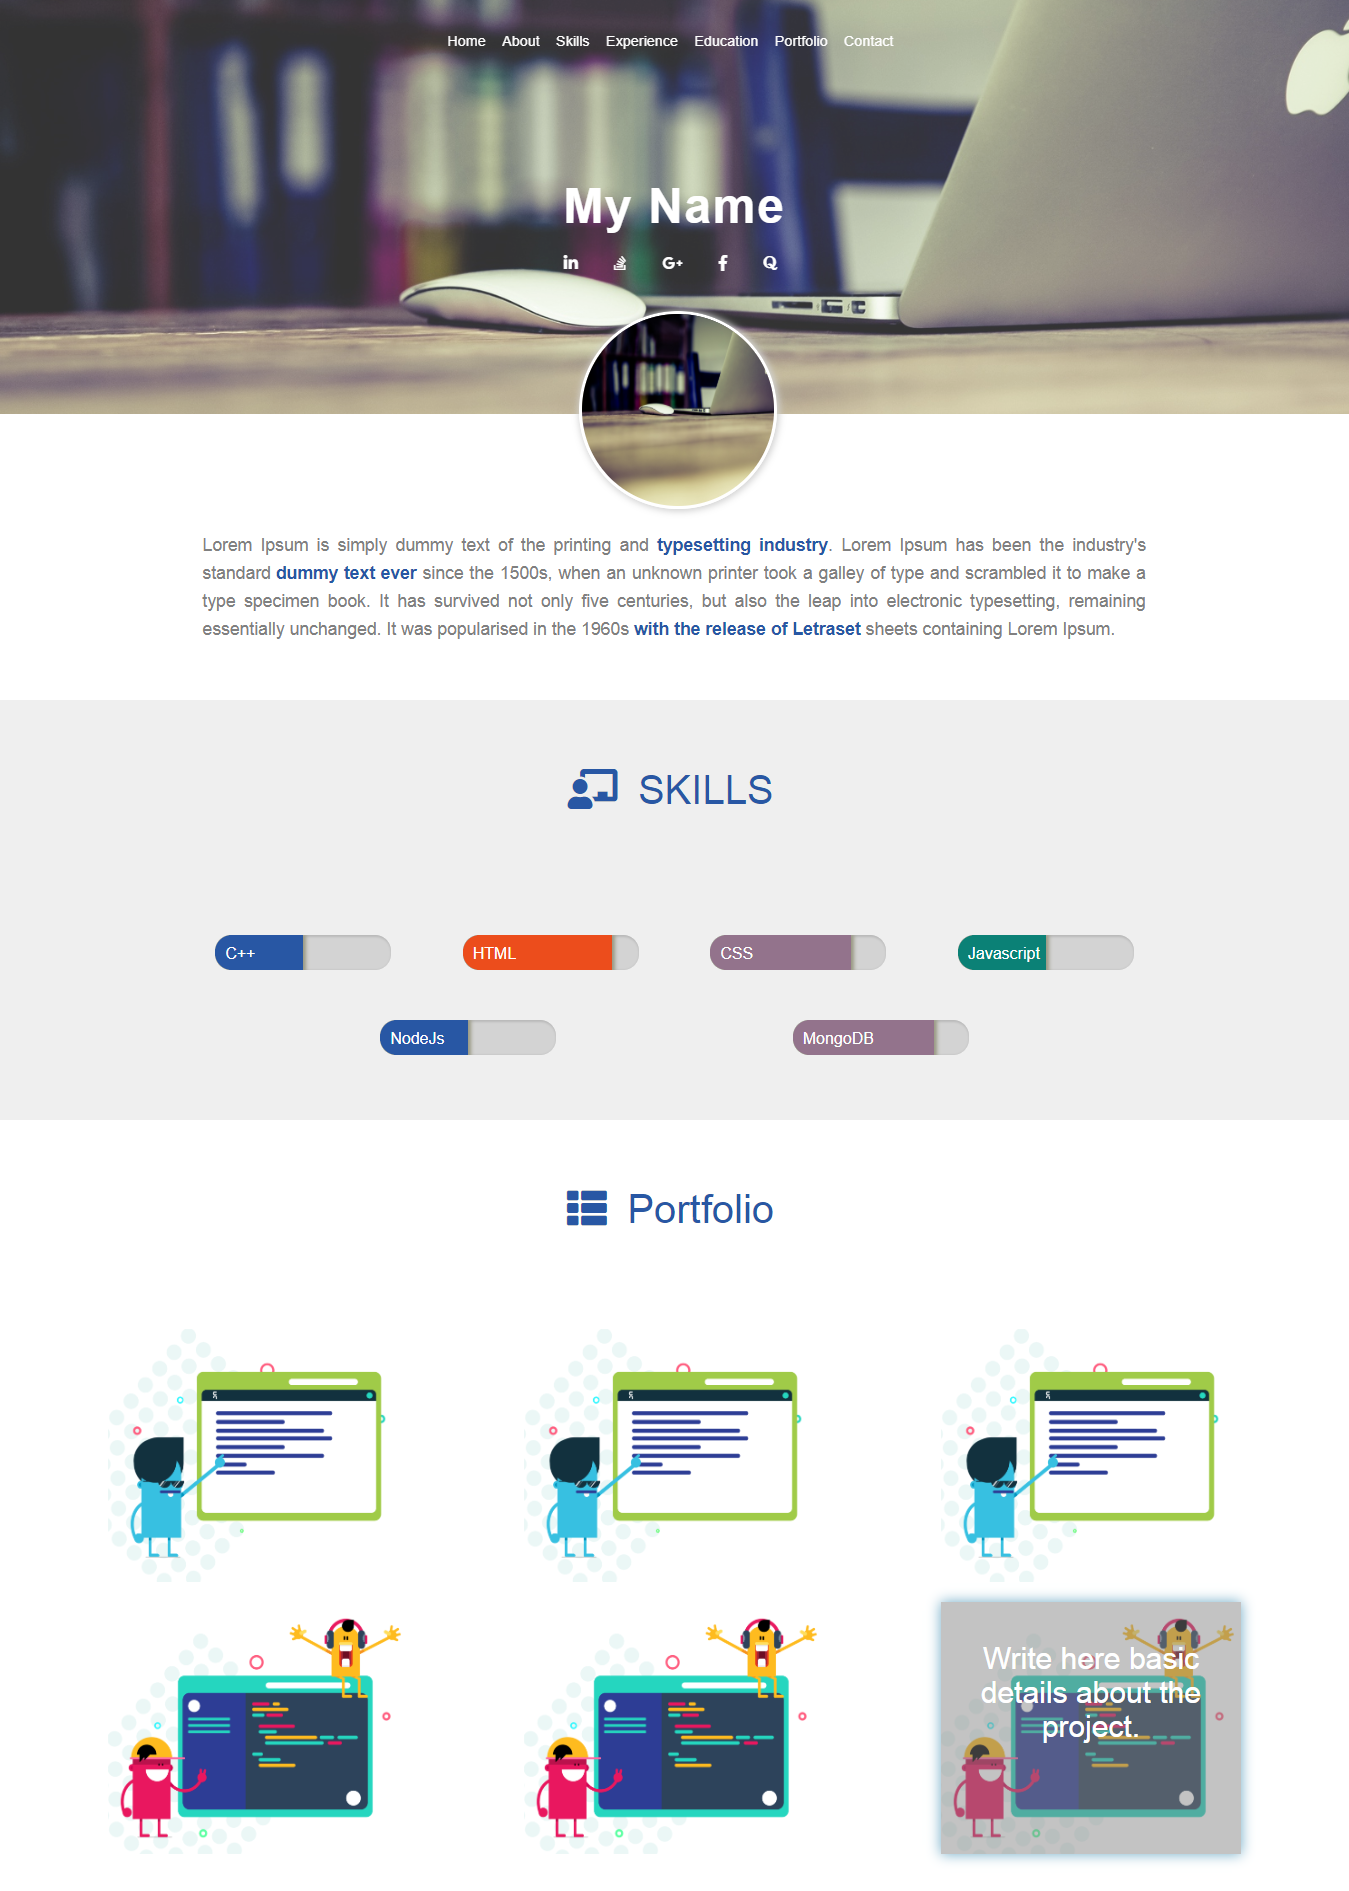 Home About Skills Experience Education Portfolio Contact
My Name
Lorem Ipsum is simply dummy text of the printing and typesetting industry. Lorem Ipsum has been the industry's
standard dummy text ever since the 1500s, when an unknown printer took a galley of type and scrambled it to make a
type specimen book. It has survived not only five centuries, but also the leap into electronic typesetting, remaining
essentially unchanged. It was popularised in the 1960s with the release of Letraset sheets containing Lorem Ipsum.
SKILLS
C++ HTML CSS Javascript
NodeJs MongoDB
Portfolio
Write here basic
details about the
project.